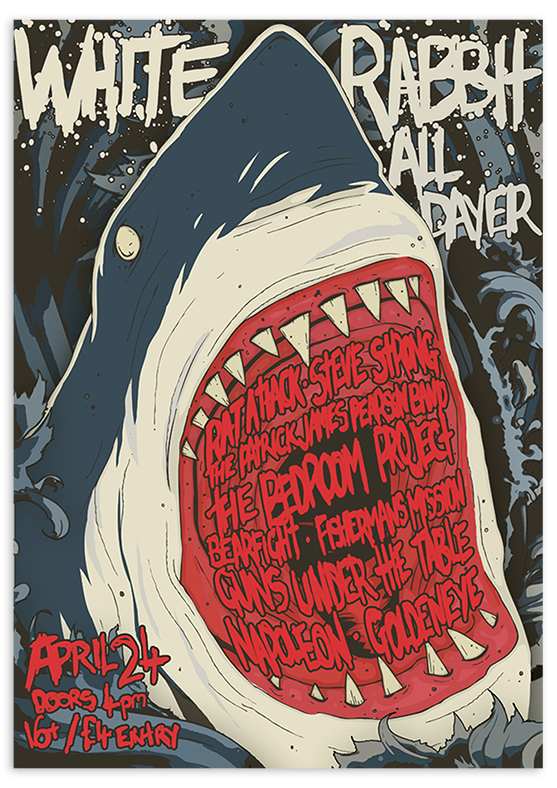 WHITE RABBIT
ALL
DAYER
RAT ATTACK · STEVE STRONG
THE PATRICK JAMES PEARSON BAND
THE BEDROOM PROJECT
BEARFIGHT · FISHERMANS MISSION
GUNS UNDER THE TABLE
NAPOLEON · GOLDENEYE
APRIL 24
DOORS 4pm
16+ / £4 ENTRY